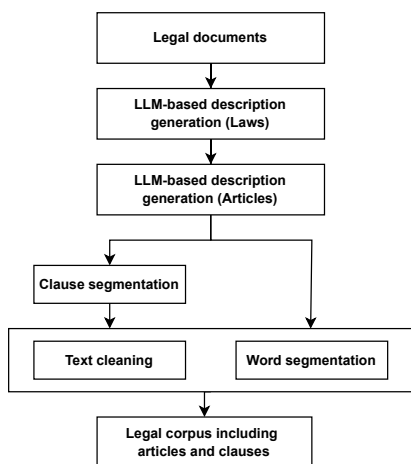 Legal documents
LLM-based description
generation (Laws)
LLM-based description
generation (Articles)
Clause segmentation
Text cleaning
Word segmentation
Legal corpus including
articles and clauses